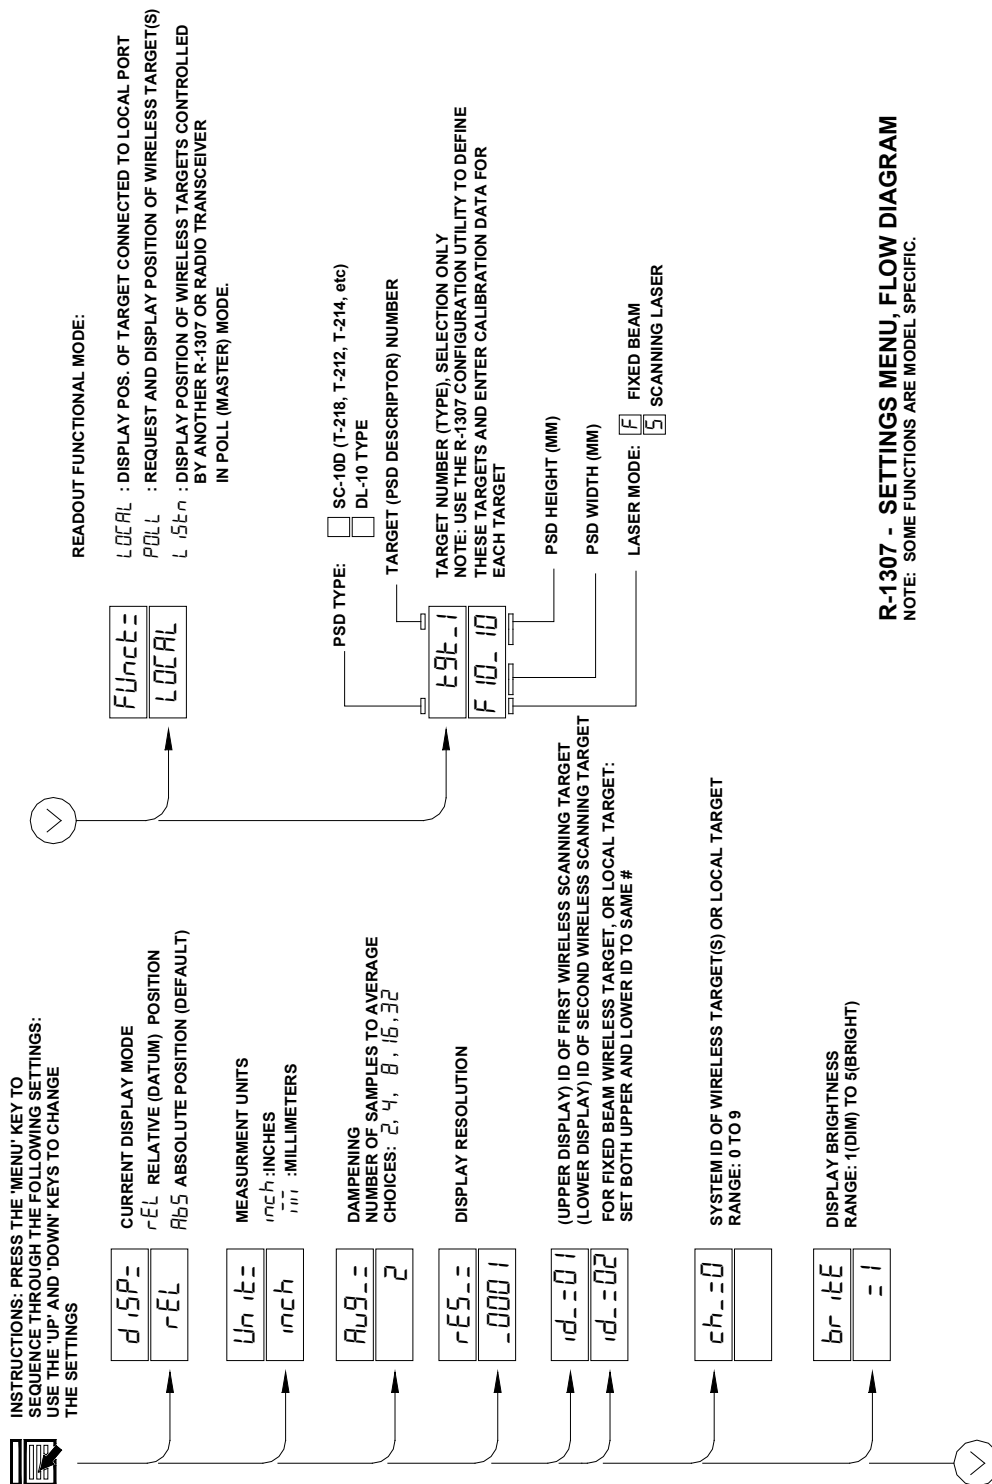 INSTRUCTIONS: PRESS THE 'MENU' KEY TO
SEQUENCE THROUGH THE FOLLOWING SETTINGS:
USE THE 'UP' AND 'DOWN' KEYS TO CHANGE
THE SETTINGS
diSP=
rEL
CURRENT DISPLAY MODE
rEL RELATIVE (DATUM) POSITION
AbS ABSOLUTE POSITION (DEFAULT)
Unit=
inch
MEASURMENT UNITS
inch :INCHES
:MILLIMETERS
Aug_=
2
DAMPENING
NUMBER OF SAMPLES TO AVERAGE
CHOICES: 2, 4, 8, 16, 32
rES_=
_0001
DISPLAY RESOLUTION
id_=01
id_=02
(UPPER DISPLAY) ID OF FIRST WIRELESS SCANNING TARGET
(LOWER DISPLAY) ID OF SECOND WIRELESS SCANNING TARGET
FOR FIXED BEAM WIRELESS TARGET, OR LOCAL TARGET:
SET BOTH UPPER AND LOWER ID TO SAME #
ch_=0
SYSTEM ID OF WIRELESS TARGET(S) OR LOCAL TARGET
RANGE: 0 TO 9
britE
=1
DISPLAY BRIGHTNESS
RANGE: 1(DIM) TO 5(BRIGHT)
FUnct=
LOCAL
READOUT FUNCTIONAL MODE:
LOCAL : DISPLAY POS. OF TARGET CONNECTED TO LOCAL PORT
POLL : REQUEST AND DISPLAY POSITION OF WIRELESS TARGET(S)
LiStn : DISPLAY POSITION OF WIRELESS TARGETS CONTROLLED
BY ANOTHER R-1307 OR RADIO TRANSCEIVER
IN POLL (MASTER) MODE.
PSD TYPE:
SC-10D (T-218, T-212, T-214, etc)
DL-10 TYPE
TARGET (PSD DESCRIPTOR) NUMBER
tgt_1
F 10_ 10
TARGET NUMBER (TYPE), SELECTION ONLY
NOTE: USE THE R-1307 CONFIGURATION UTILITY TO DEFINE
THESE TARGETS AND ENTER CALIBRATION DATA FOR
EACH TARGET
PSD HEIGHT (MM)
PSD WIDTH (MM)
LASER MODE: F FIXED BEAM
S SCANNING LASER
R-1307 - SETTINGS MENU, FLOW DIAGRAM
NOTE: SOME FUNCTIONS ARE MODEL SPECIFIC.